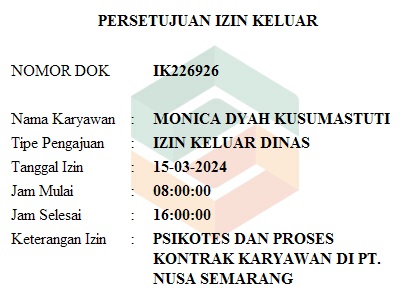 PERSETUJUAN IZIN KELUAR
NOMOR DOK IK226926
Nama Karyawan : MONICA DYAH KUSUMASTUTI
Tipe Pengajuan : IZIN KELUAR DINAS
Tanggal Izin : 15-03-2024
Jam Mulai : 08:00:00
Jam Selesai : 16:00:00
Keterangan Izin : PSIKOTES DAN PROSES
KONTRAK KARYAWAN DI PT.
NUSA SEMARANG